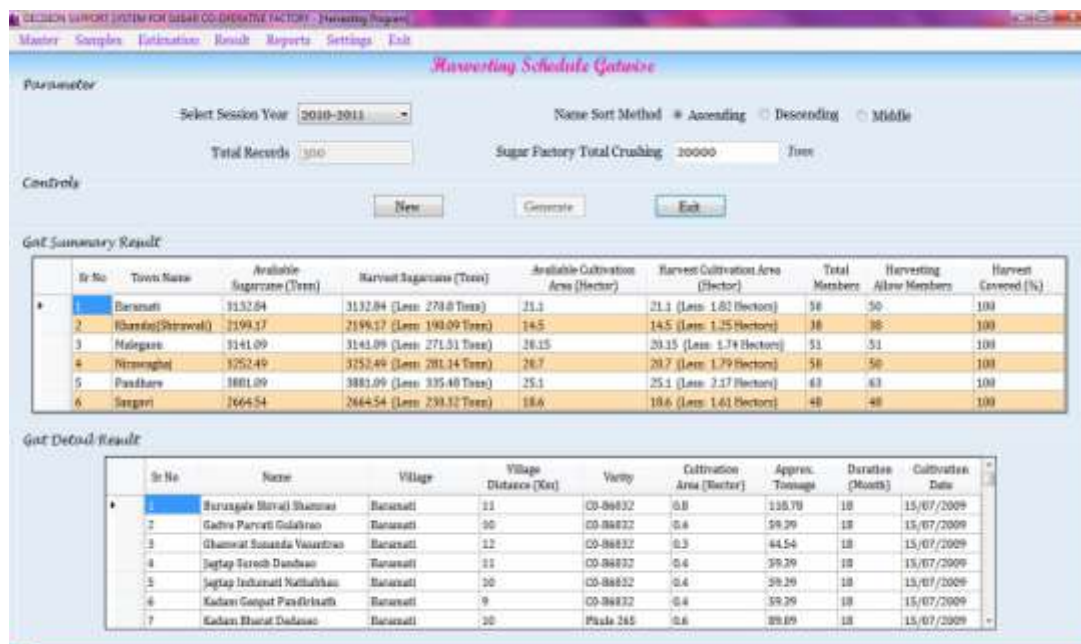 DECISION SUPPORT SYSTEM FOR SUGAR CO-OPERATIVE FACTORY - [Harvesting Program]
Master Samples Estimation Result Reports Settings Exit
Harvesting Schedule Gatwise
Parameter
Select Session Year 2010-2011 Name Sort Method Ascending Descending Middle
Total Records 300 Sugar Factory Total Crushing 20000 Tonn
Controls
New Generate Exit
Gat Summary Result
Sr No Town Name Available Sugarcane (Tonn) Harvest Sugarcane (Tonn) Available Cultivation Area (Hector) Harvest Cultivation Area (Hector) Total Members Harvesting Allow Members Harvest Covered (%)
1 Baramati 3132.84 3132.84 (Less: 270.8 Tonn) 21.1 21.1 (Less: 1.82 Hectors) 50 50 100
2 Khandaj(Shirawali) 2199.17 2199.17 (Less: 190.09 Tonn) 14.5 14.5 (Less: 1.25 Hectors) 38 38 100
3 Malegaon 3141.09 3141.09 (Less: 271.51 Tonn) 20.15 20.15 (Less: 1.74 Hectors) 51 51 100
4 Nirawaghaj 3252.49 3252.49 (Less: 281.14 Tonn) 20.7 20.7 (Less: 1.79 Hectors) 50 50 100
5 Pandhare 3881.09 3881.09 (Less: 335.48 Tonn) 25.1 25.1 (Less: 2.17 Hectors) 63 63 100
6 Sangavi 2664.54 2664.54 (Less: 230.32 Tonn) 18.6 18.6 (Less: 1.61 Hectors) 48 48 100
Gat Detail Result
Sr No Name Village Village Distance (Km) Varity Cultivation Area (Hector) Approx. Tonnage Duration (Month) Cultivation Date
1 Burungale Shivaji Shamrao Baramati 11 CO-86032 0.8 118.78 18 15/07/2009
2 Gadve Parvati Gulabrao Baramati 10 CO-86032 0.4 59.39 18 15/07/2009
3 Ghanwat Sunanda Vasantrao Baramati 12 CO-86032 0.3 44.54 18 15/07/2009
4 Jagtap Suresh Dandsao Baramati 11 CO-86032 0.4 59.39 18 15/07/2009
5 Jagtap Indumati Nathabhau Baramati 10 CO-86032 0.4 59.39 18 15/07/2009
6 Kadam Ganpat Pandirinath Baramati 9 CO-86032 0.4 59.39 18 15/07/2009
7 Kadam Bharat Dadasao Baramati 10 Phule 265 0.6 89.09 18 15/07/2009